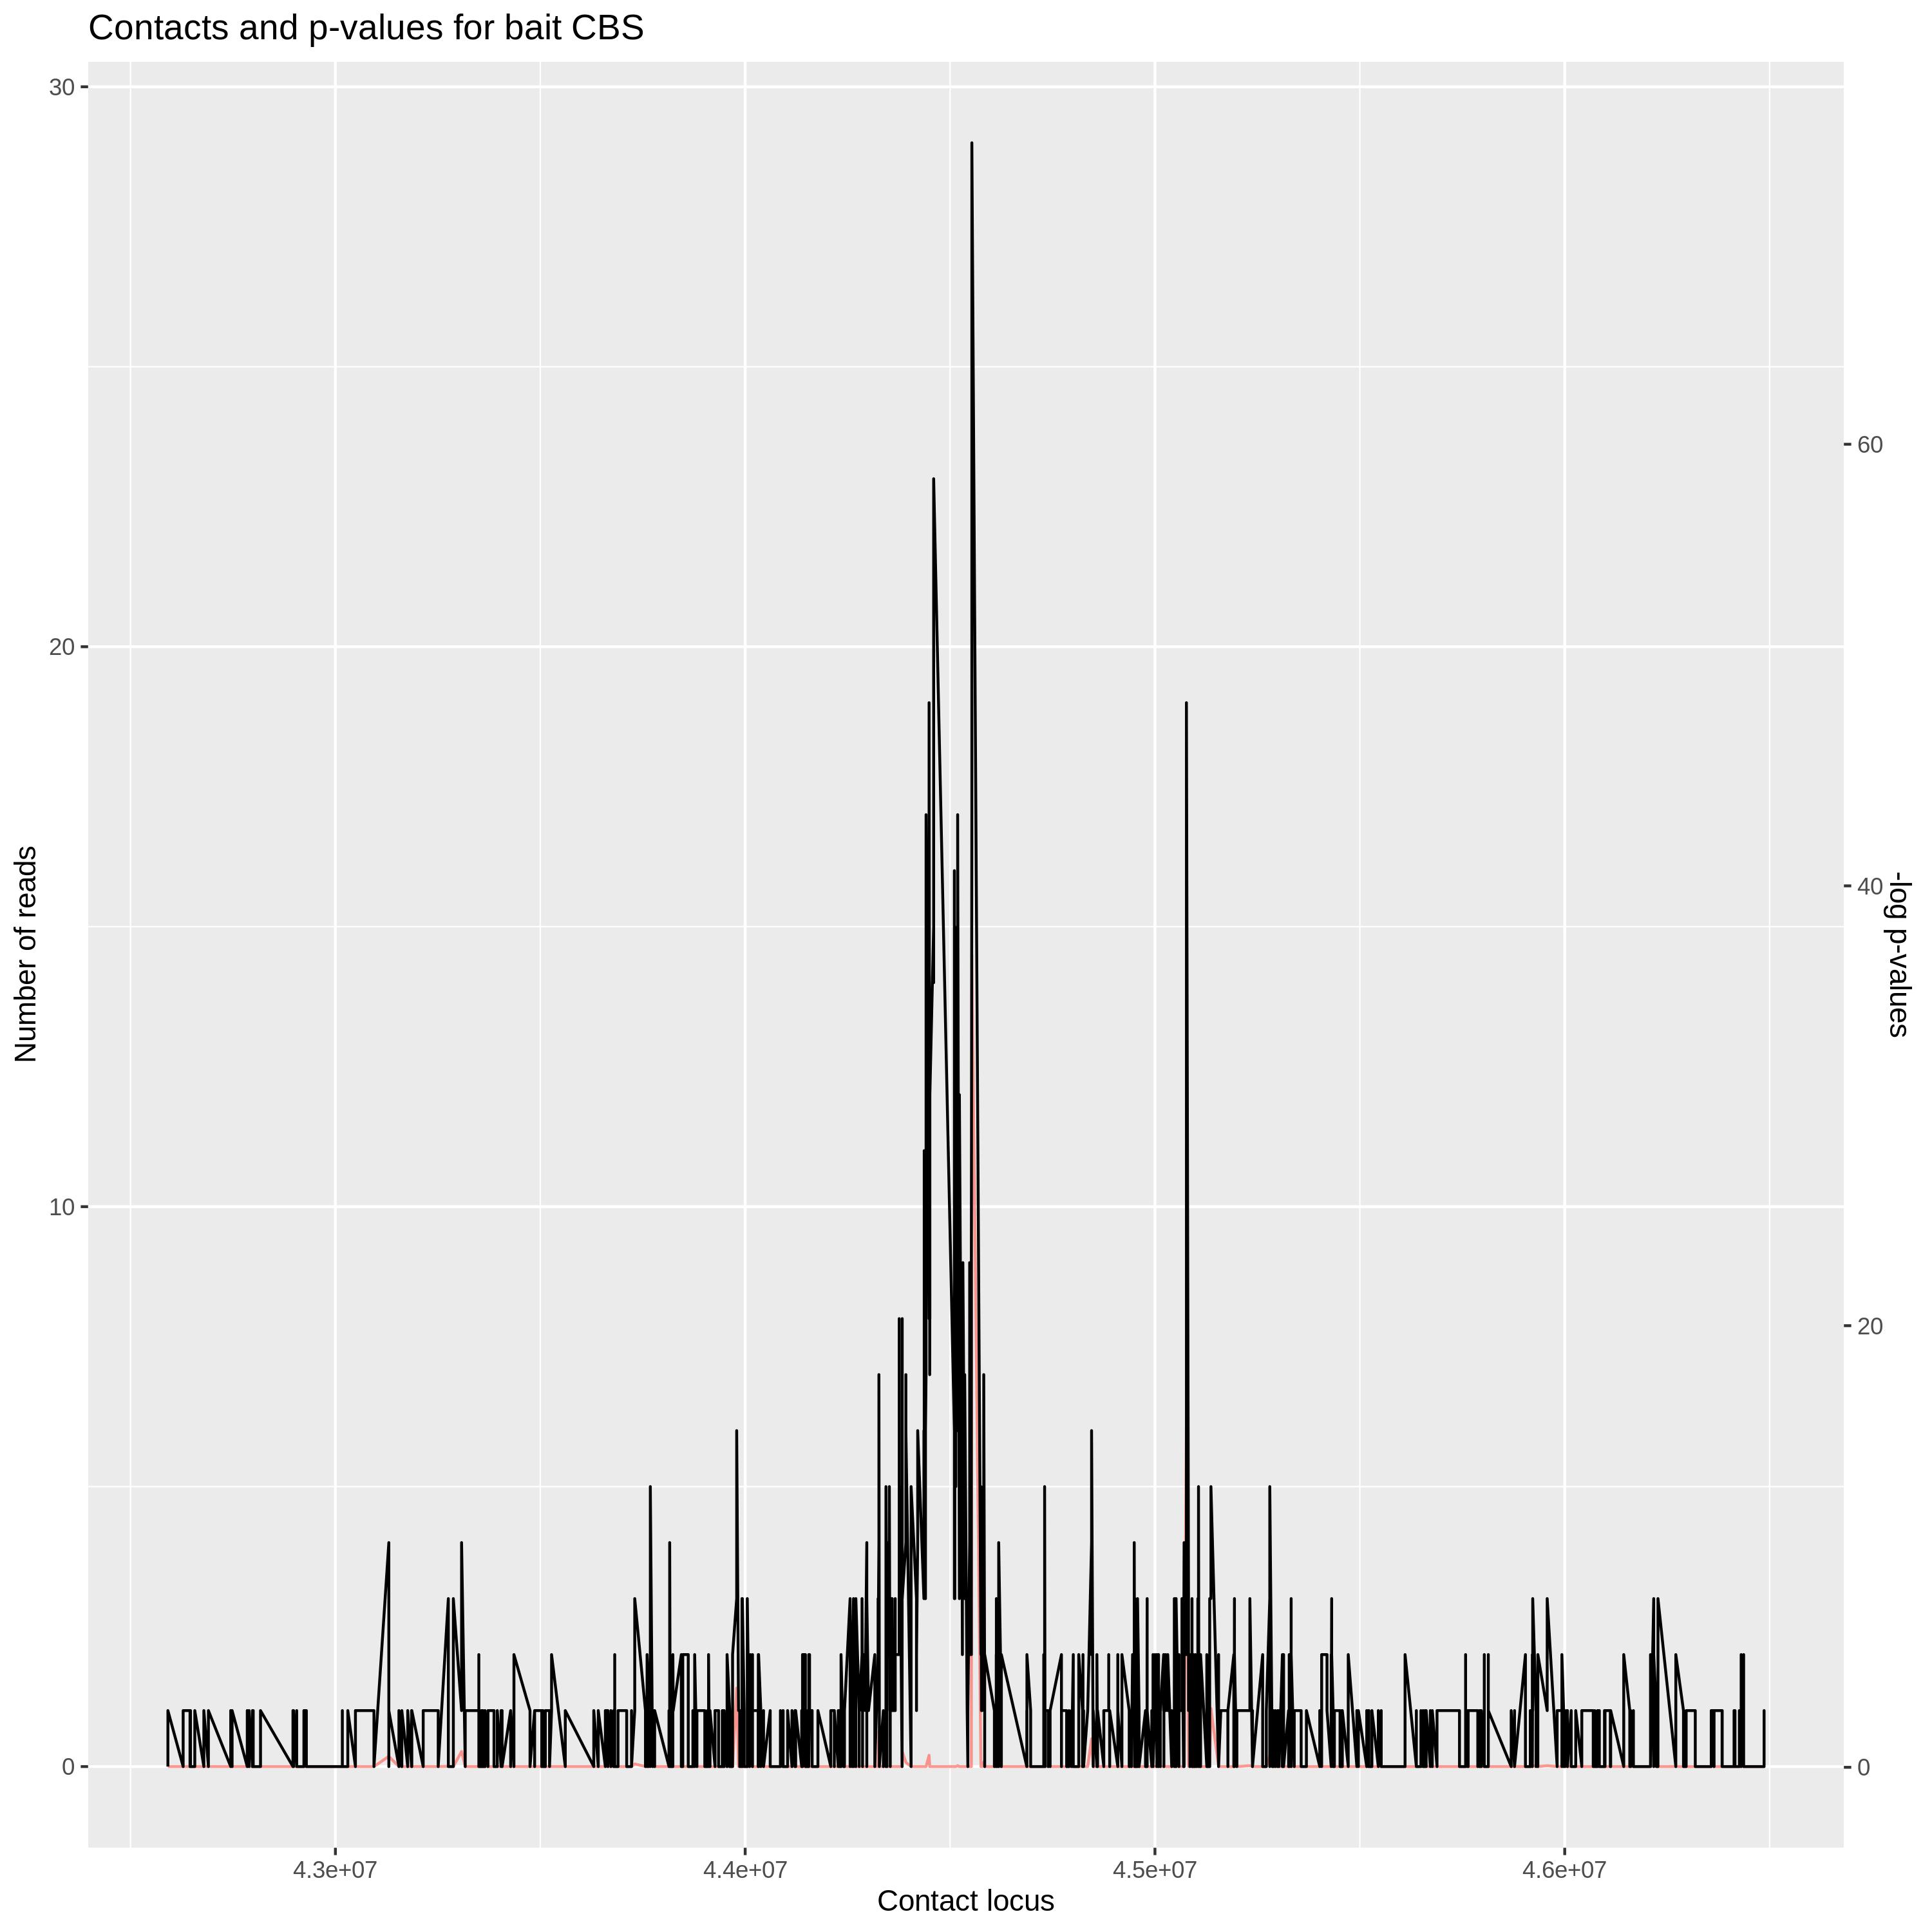 Contacts and p-values for bait CBS
30
20
10
0
Number of reads
60
40
20
0
-log p-values
4.3e+07
4.4e+07
4.5e+07
4.6e+07
Contact locus